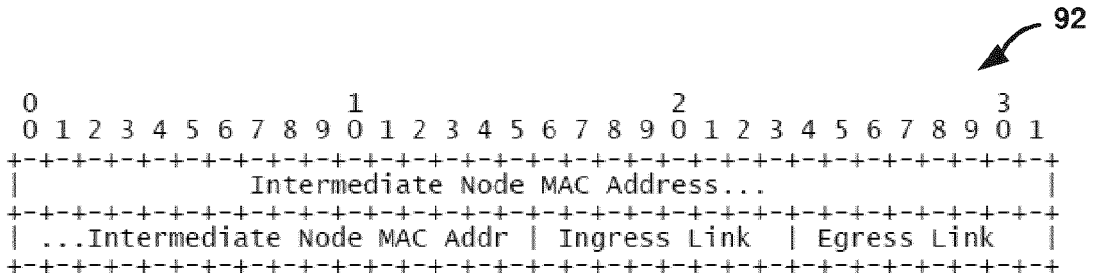 92
0                   1                   2                   3
0 1 2 3 4 5 6 7 8 9 0 1 2 3 4 5 6 7 8 9 0 1 2 3 4 5 6 7 8 9 0 1
+-+-+-+-+-+-+-+-+-+-+-+-+-+-+-+-+-+-+-+-+-+-+-+-+-+-+-+-+-+-+-+-+
|              Intermediate Node MAC Address...                 |
+-+-+-+-+-+-+-+-+-+-+-+-+-+-+-+-+-+-+-+-+-+-+-+-+-+-+-+-+-+-+-+-+
| ...Intermediate Node MAC Addr | Ingress Link  | Egress Link   |
+-+-+-+-+-+-+-+-+-+-+-+-+-+-+-+-+-+-+-+-+-+-+-+-+-+-+-+-+-+-+-+-+